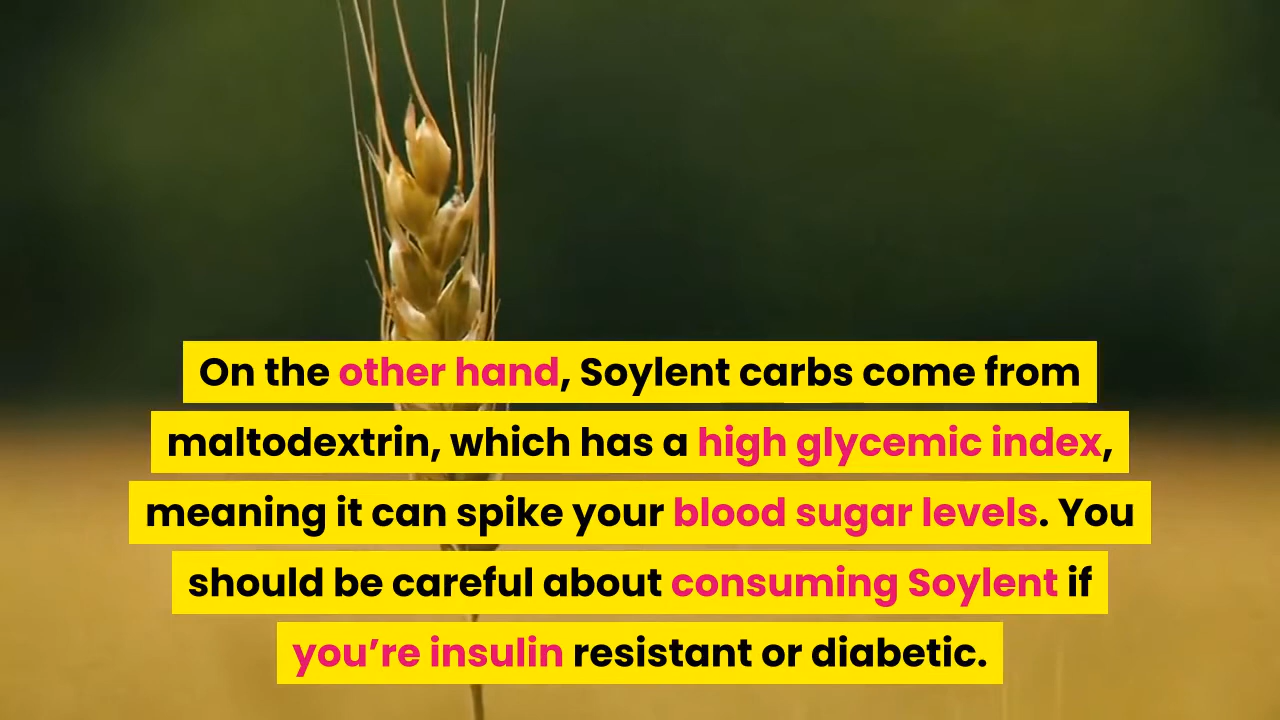 On the other hand, Soylent carbs come from
maltodextrin, which has a high glycemic index,
meaning it can spike your blood sugar levels. You
should be careful about consuming Soylent if
you’re insulin resistant or diabetic.